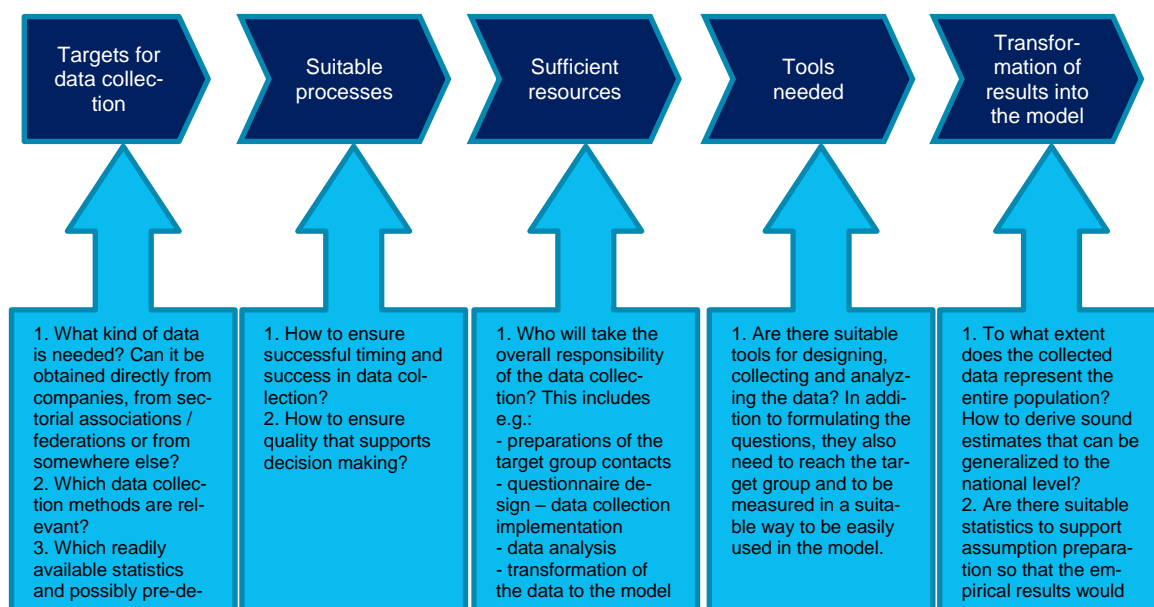 Targets for
data collec-
tion
Suitable
processes
Sufficient
resources
Tools
needed
Transfor-
mation of
results into
the model
1. What kind of data
is needed? Can it be
obtained directly from
companies, from sec-
torial associations /
federations or from
somewhere else?
2. Which data collec-
tion methods are rel-
evant?
3. Which readily
available statistics
and possibly pre-de-
1. How to ensure
successful timing and
success in data col-
lection?
2. How to ensure
quality that supports
decision making?
1. Who will take the
overall responsibility
of the data collec-
tion? This includes
e.g.:
- preparations of the
target group contacts
- questionnaire de-
sign – data collection
implementation
- data analysis
- transformation of
the data to the model
1. Are there suitable
tools for designing,
collecting and analyz-
ing the data? In addi-
tion to formulating the
questions, they also
need to reach the tar-
get group and to be
measured in a suita-
ble way to be easily
used in the model.
1. To what extent
does the collected
data represent the
entire population?
How to derive sound
estimates that can be
generalized to the
national level?
2. Are there suitable
statistics to support
assumption prepara-
tion so that the em-
pirical results would